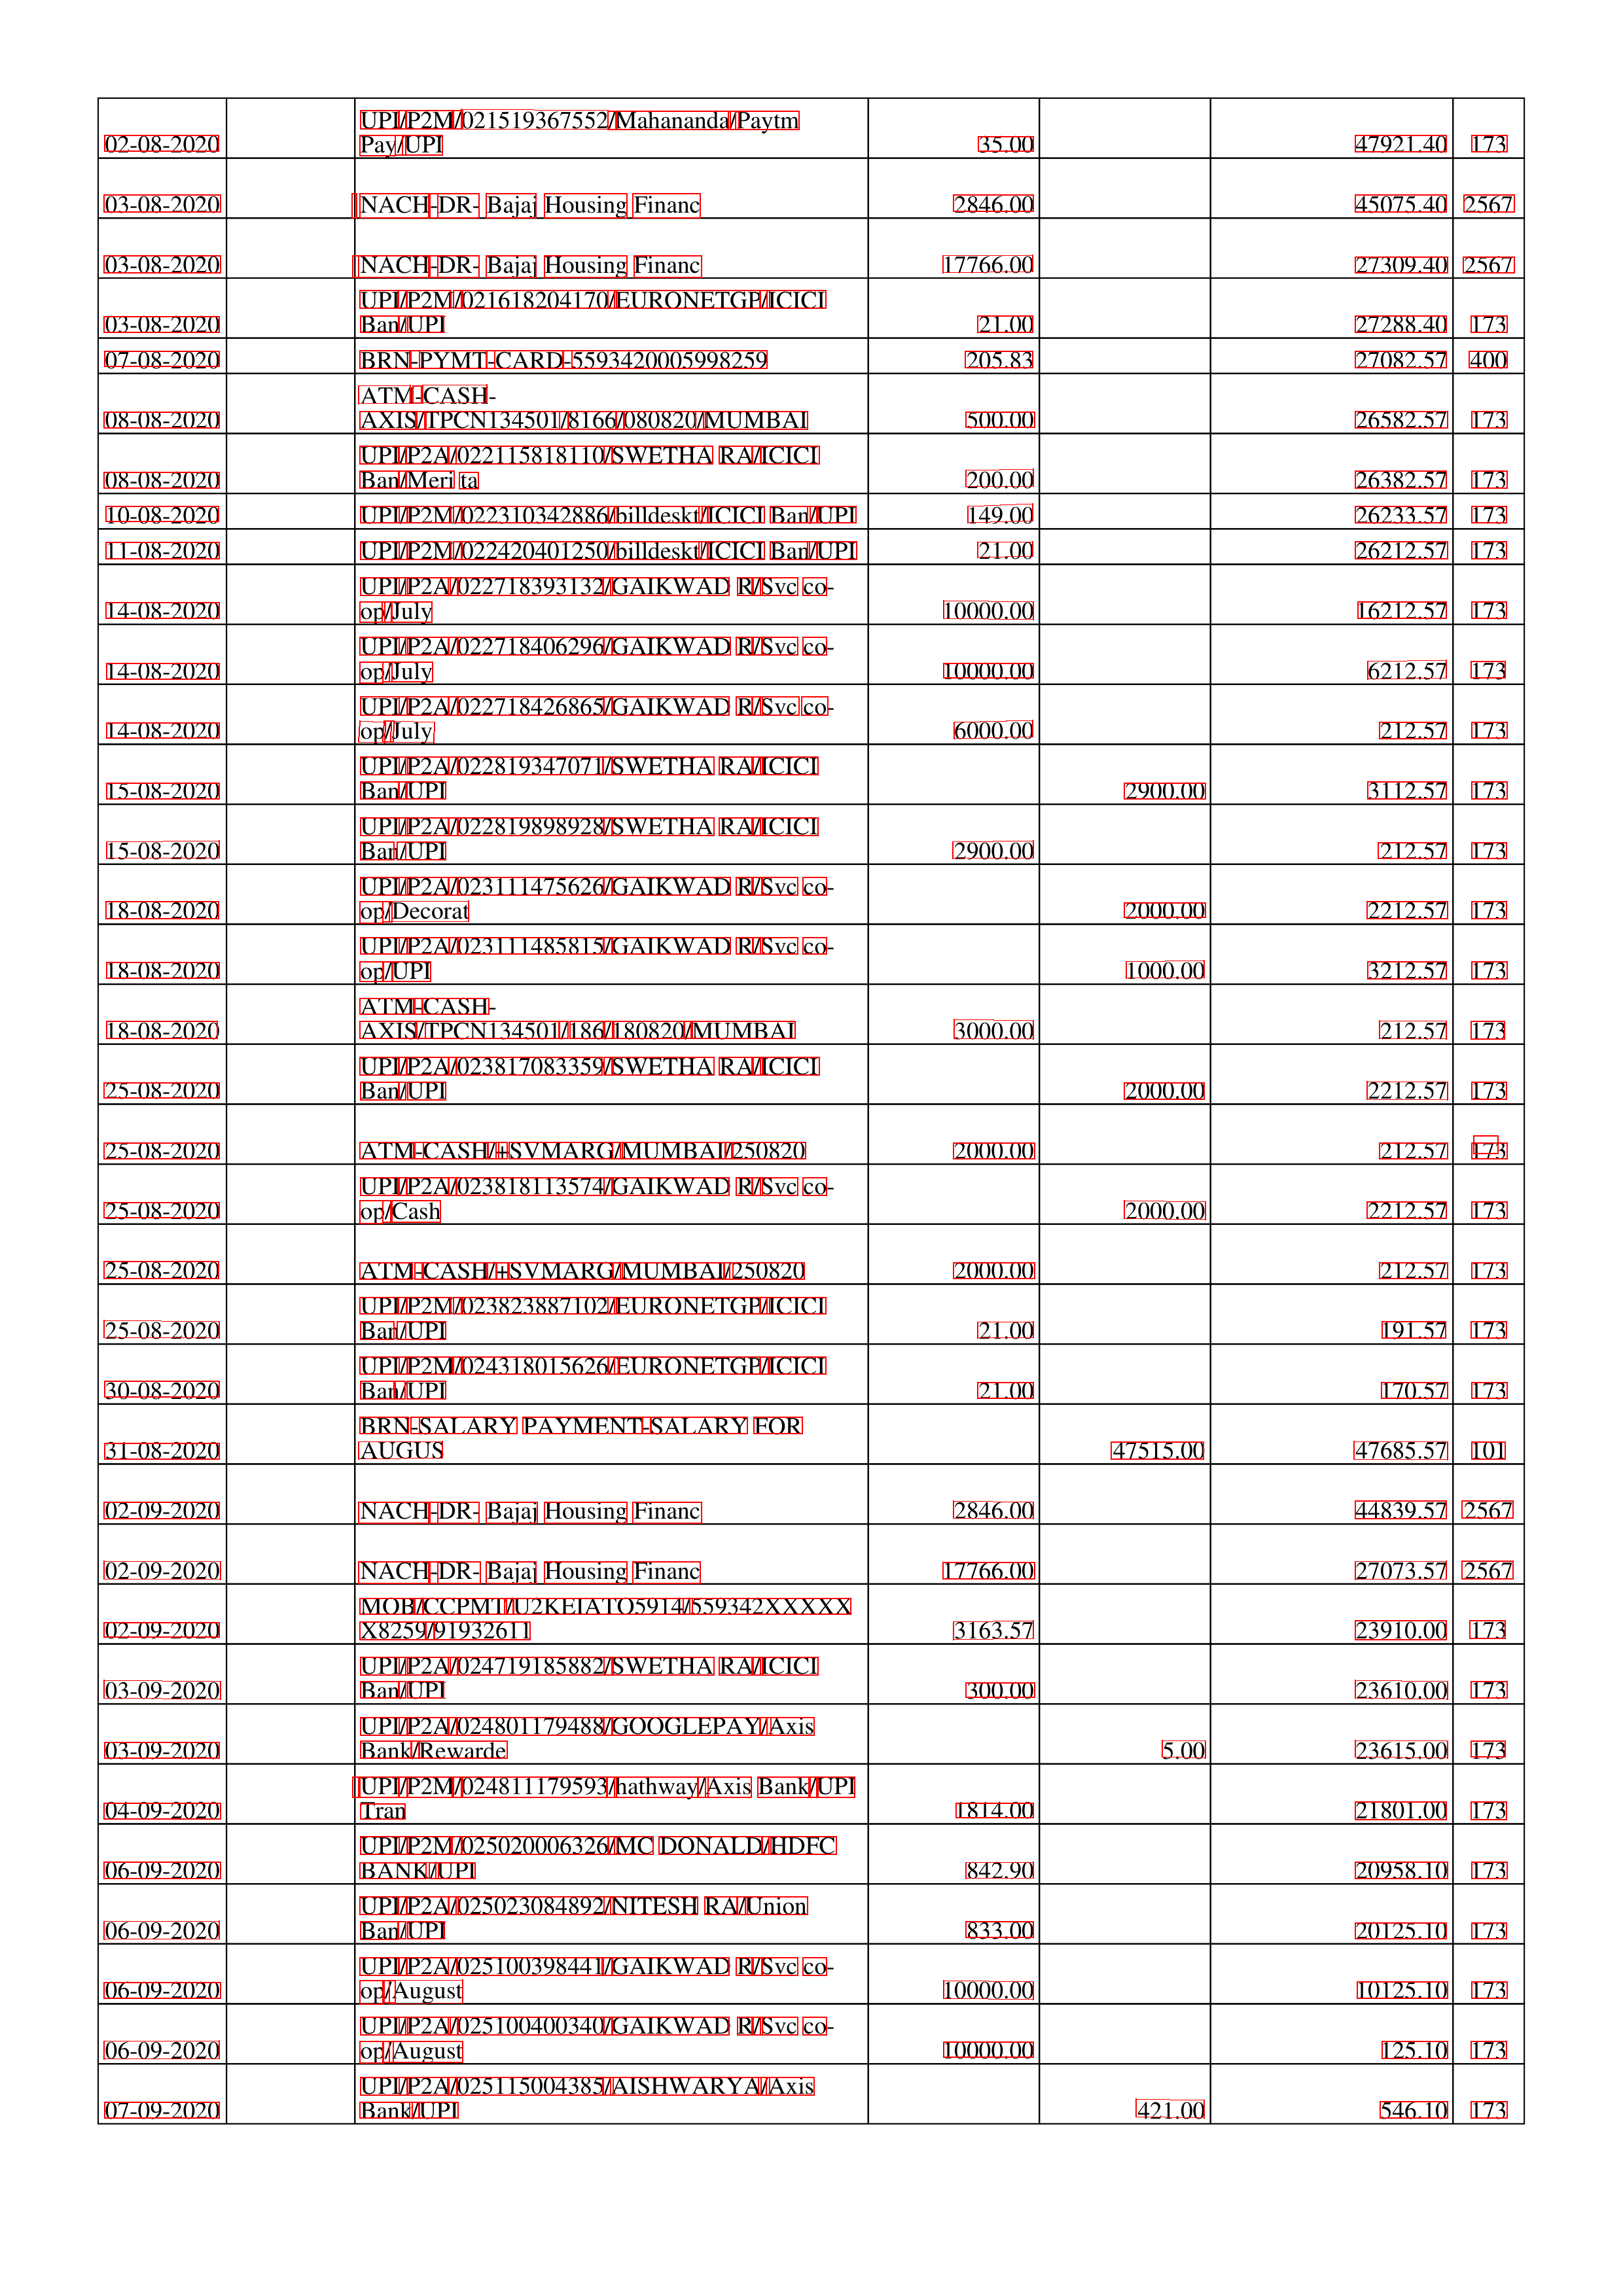 UPI/P2M/021519367552/Mahananda/Paytm
02-08-2020 Pay/UPI 35.00 47921.40 173
03-08-2020 NACH-DR- Bajaj Housing Financ 2846.00 45075.40 2567
03-08-2020 NACH-DR- Bajaj Housing Financ 17766.00 27309.40 2567
UPI/P2M/021618204170/EURONETGP/ICICI
03-08-2020 Ban/UPI 21.00 27288.40 173
07-08-2020 BRN-PYMT-CARD-5593420005998259 205.83 27082.57 400
ATM-CASH-
08-08-2020 AXIS/TPCN134501/8166/080820/MUMBAI 500.00 26582.57 173
UPI/P2A/022115818110/SWETHA RA/ICICI
08-08-2020 Ban/Meri ta 200.00 26382.57 173
10-08-2020 UPI/P2M/022310342886/billdeskt/ICICI Ban/UPI 149.00 26233.57 173
11-08-2020 UPI/P2M/022420401250/billdeskt/ICICI Ban/UPI 21.00 26212.57 173
UPI/P2A/022718393132/GAIKWAD R/Svc co-
14-08-2020 op/July 10000.00 16212.57 173
UPI/P2A/022718406296/GAIKWAD R/Svc co-
14-08-2020 op/July 10000.00 6212.57 173
UPI/P2A/022718426865/GAIKWAD R/Svc co-
14-08-2020 op/July 6000.00 212.57 173
UPI/P2A/022819347071/SWETHA RA/ICICI
15-08-2020 Ban/UPI 2900.00 3112.57 173
UPI/P2A/022819898928/SWETHA RA/ICICI
15-08-2020 Ban/UPI 2900.00 212.57 173
UPI/P2A/023111475626/GAIKWAD R/Svc co-
18-08-2020 op/Decorat 2000.00 2212.57 173
UPI/P2A/023111485815/GAIKWAD R/Svc co-
18-08-2020 op/UPI 1000.00 3212.57 173
ATM-CASH-
18-08-2020 AXIS/TPCN134501/186/180820/MUMBAI 3000.00 212.57 173
UPI/P2A/023817083359/SWETHA RA/ICICI
25-08-2020 Ban/UPI 2000.00 2212.57 173
25-08-2020 ATM-CASH/+SVMARG/MUMBAI/250820 2000.00 212.57 173
UPI/P2A/023818113574/GAIKWAD R/Svc co-
25-08-2020 op/Cash 2000.00 2212.57 173
25-08-2020 ATM-CASH/+SVMARG/MUMBAI/250820 2000.00 212.57 173
UPI/P2M/023823887102/EURONETGP/ICICI
25-08-2020 Ban/UPI 21.00 191.57 173
UPI/P2M/024318015626/EURONETGP/ICICI
30-08-2020 Ban/UPI 21.00 170.57 173
BRN-SALARY PAYMENT-SALARY FOR
31-08-2020 AUGUS 47515.00 47685.57 101
02-09-2020 NACH-DR- Bajaj Housing Financ 2846.00 44839.57 2567
02-09-2020 NACH-DR- Bajaj Housing Financ 17766.00 27073.57 2567
MOB/CCPMT/U2KEIATO5914/559342XXXXX
02-09-2020 X8259/91932611 3163.57 23910.00 173
UPI/P2A/024719185882/SWETHA RA/ICICI
03-09-2020 Ban/UPI 300.00 23610.00 173
UPI/P2A/024801179488/GOOGLEPAY/Axis
03-09-2020 Bank/Rewarde 5.00 23615.00 173
UPI/P2M/024811179593/hathway/Axis Bank/UPI
04-09-2020 Tran 1814.00 21801.00 173
UPI/P2M/025020006326/MC DONALD/HDFC
06-09-2020 BANK/UPI 842.90 20958.10 173
UPI/P2A/025023084892/NITESH RA/Union
06-09-2020 Ban/UPI 833.00 20125.10 173
UPI/P2A/025100398441/GAIKWAD R/Svc co-
06-09-2020 op/August 10000.00 10125.10 173
UPI/P2A/025100400340/GAIKWAD R/Svc co-
06-09-2020 op/August 10000.00 125.10 173
UPI/P2A/025115004385/AISHWARYA/Axis
07-09-2020 Bank/UPI 421.00 546.10 173